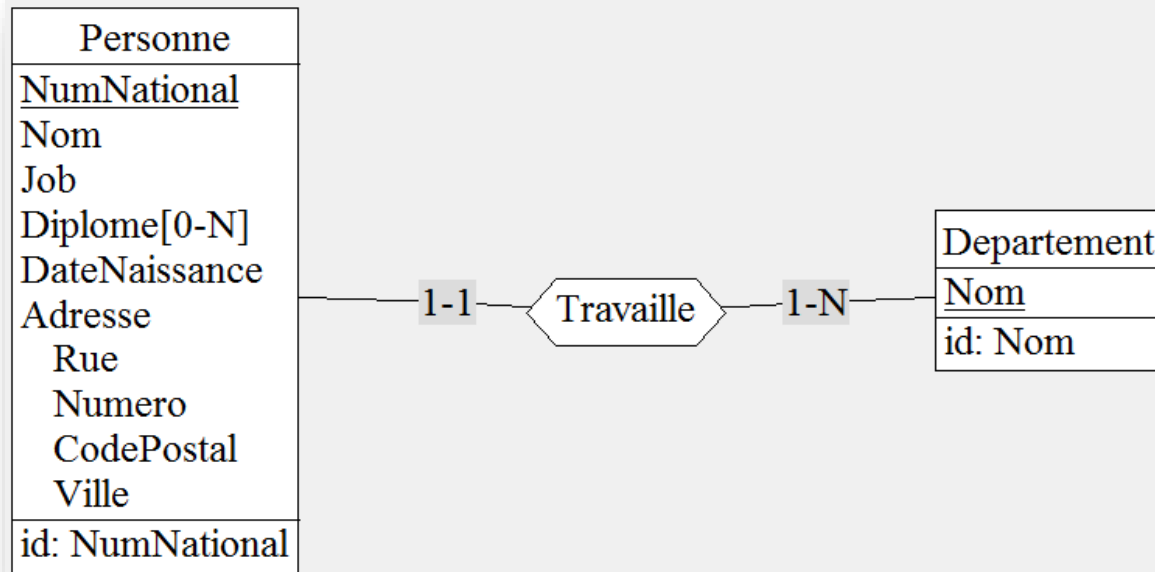 Personne
NumNational
Nom
Job
Diplome[0-N]
DateNaissance
Adresse
Rue
Numero
CodePostal
Ville
id: NumNational
1-1
Travaille
1-N
Departement
Nom
id: Nom